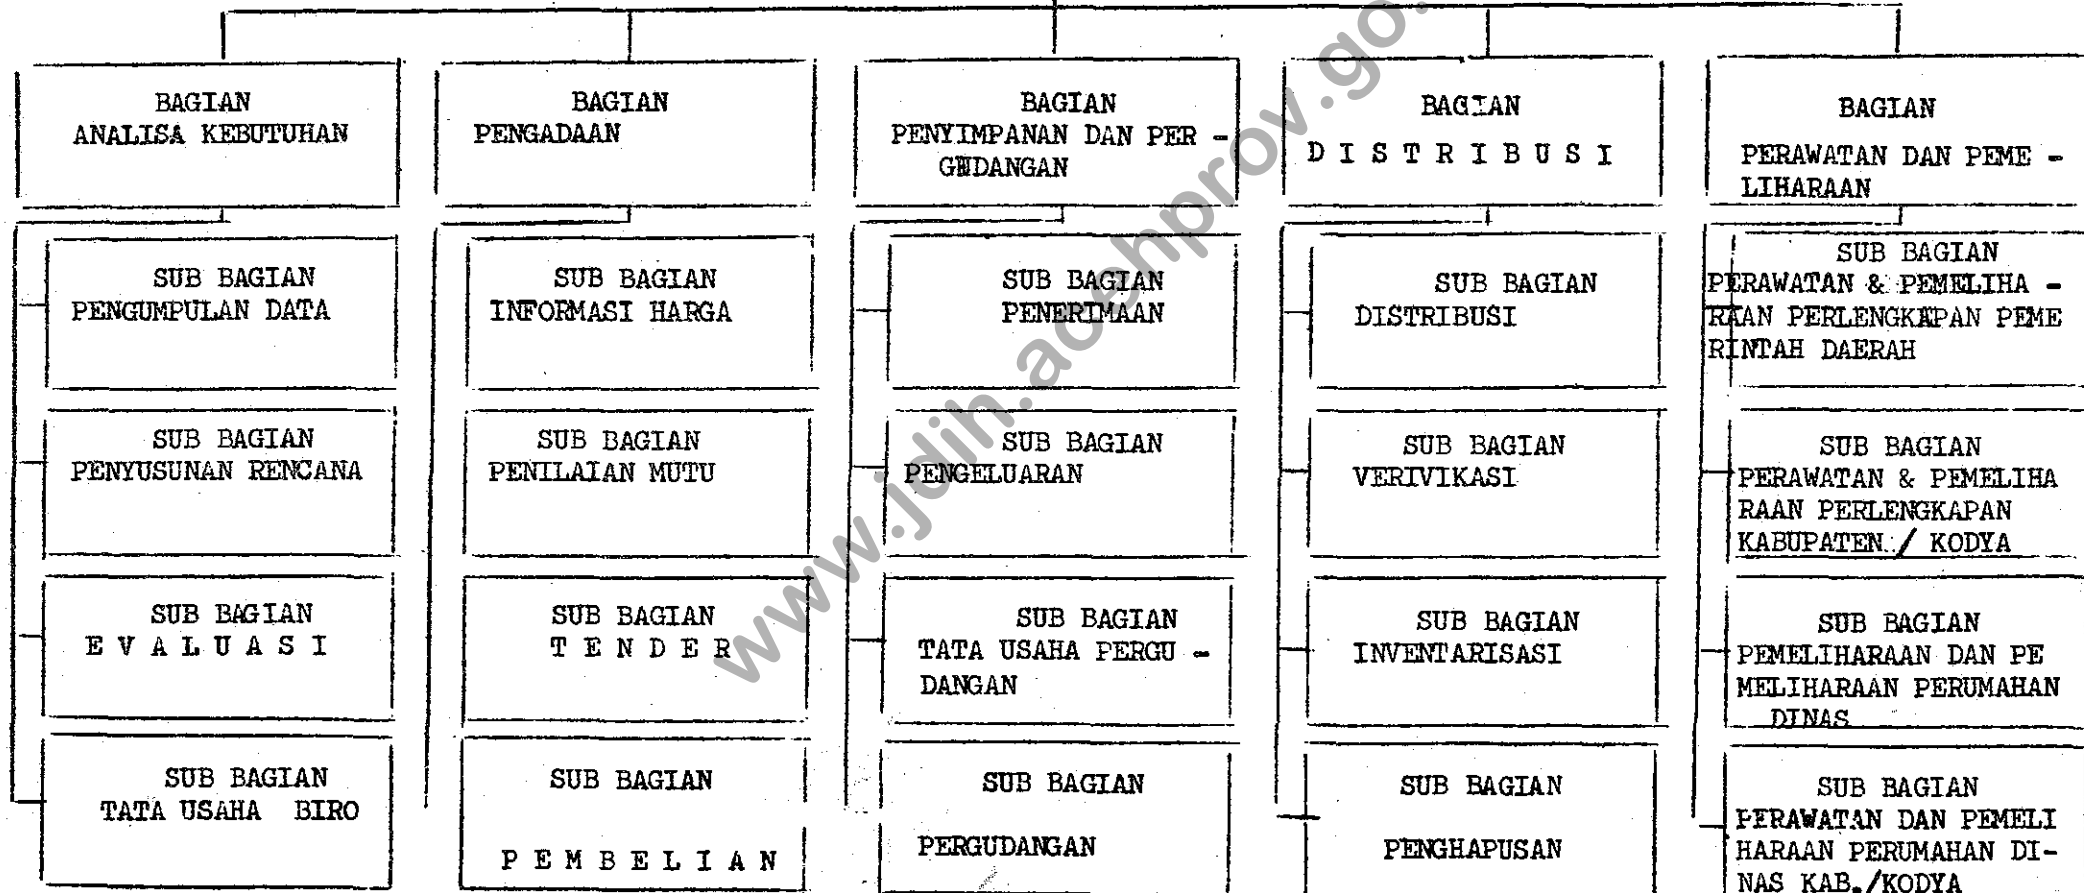 BAGIAN
ANALISA KEBUTUHAN
BAGIAN
PENGADAAN
BAGIAN
PENYIMPANAN DAN PER -
GUDANGAN
BAGIAN
D I S T R I B U S I
BAGIAN
PERAWATAN DAN PEME -
LIHARAAN
SUB BAGIAN
PENGUMPULAN DATA
SUB BAGIAN
INFORMASI HARGA
SUB BAGIAN
PENERIMAAN
SUB BAGIAN
DISTRIBUSI
SUB BAGIAN
PERAWATAN & PEMELIHA -
RAAN PERLENGKAPAN PEME
RINTAH DAERAH
SUB BAGIAN
PENYUSUNAN RENCANA
SUB BAGIAN
PENILAIAN MUTU
SUB BAGIAN
PENGELUARAN
SUB BAGIAN
VERIVIKASI
SUB BAGIAN
PERAWATAN & PEMELIHA
RAAN PERLENGKAPAN
KABUPATEN / KODYA
SUB BAGIAN
E V A L U A S I
SUB BAGIAN
T E N D E R
SUB BAGIAN
TATA USAHA PERGU -
DANGAN
SUB BAGIAN
INVENTARISASI
SUB BAGIAN
PEMELIHARAAN DAN PE
MELIHARAAN PERUMAHAN
DINAS
SUB BAGIAN
TATA USAHA BIRO
SUB BAGIAN
P E M B E L I A N
SUB BAGIAN
PERGUDANGAN
SUB BAGIAN
PENGHAPUSAN
SUB BAGIAN
PERAWATAN DAN PEMELI
HARAAN PERUMAHAN DI-
NAS KAB./KODYA
www.jdih.acehprov.go.